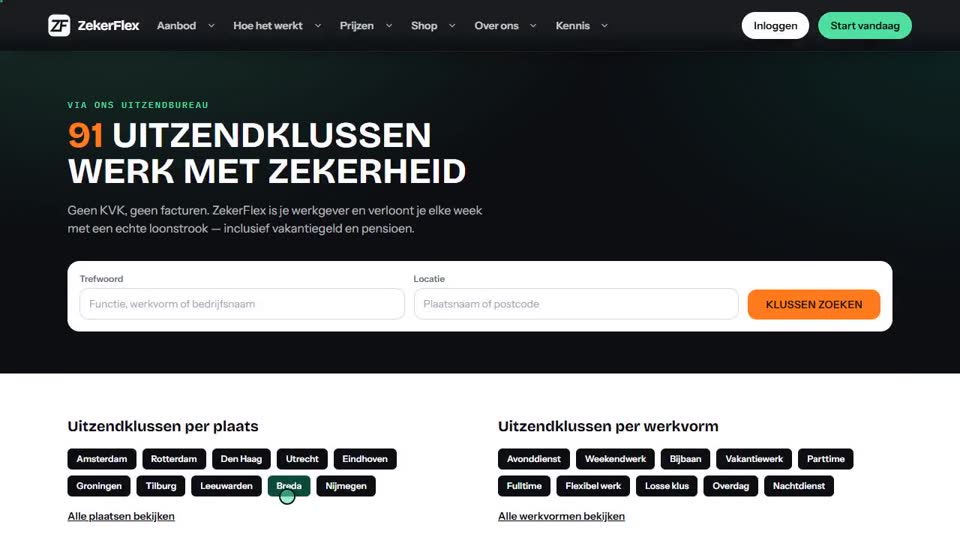 ZF ZekerFlex Aanbod Hoe het werkt Prijzen Shop Over ons Kennis Inloggen Start vandaag
VIA ONS UITZENDBUREAU
91 UITZENDKLUSSEN
WERK MET ZEKERHEID
Geen KVK, geen facturen. ZekerFlex is je werkgever en verloont je elke week
met een echte loonstrook — inclusief vakantiegeld en pensioen.
Trefwoord Locatie
Functie, werkvorm of bedrijfsnaam Plaatsnaam of postcode KLUSSEN ZOEKEN
Uitzendklussen per plaats
Amsterdam Rotterdam Den Haag Utrecht Eindhoven
Groningen Tilburg Leeuwarden Breda Nijmegen
Alle plaatsen bekijken
Uitzendklussen per werkvorm
Avonddienst Weekendwerk Bijbaan Vakantiewerk Parttime
Fulltime Flexibel werk Losse klus Overdag Nachtdienst
Alle werkvormen bekijken